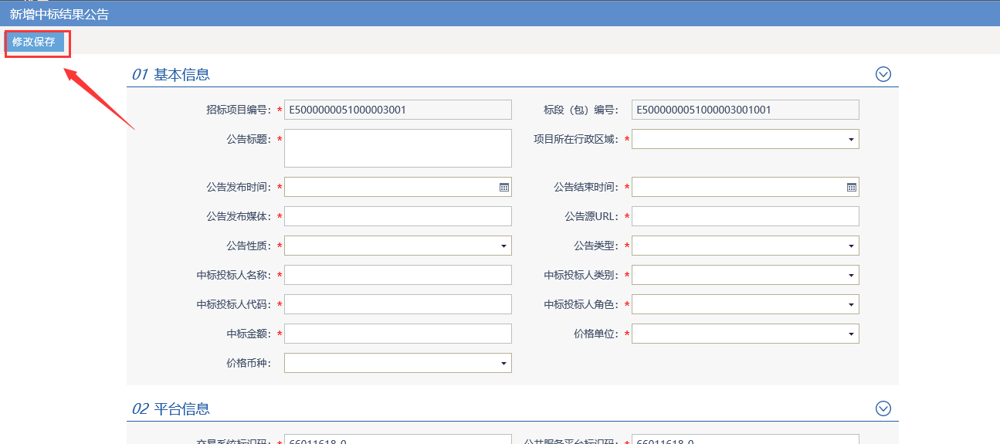 新增中标结果公告
修改保存
01 基本信息
招标项目编号：* E5000000051000003001 标段（包）编号： E5000000051000003001001
公告标题：* 项目所在行政区域：*
公告发布时间：* 公告结束时间：*
公告发布媒体：* 公告源URL：*
公告性质：* 公告类型：*
中标投标人名称：* 中标投标人类别：*
中标投标人代码：* 中标投标人角色：*
中标金额：* 价格单位：*
价格币种：
02 平台信息
交易系统标识码：* 66011618-0 公共服务平台标识码：* 66011618-0